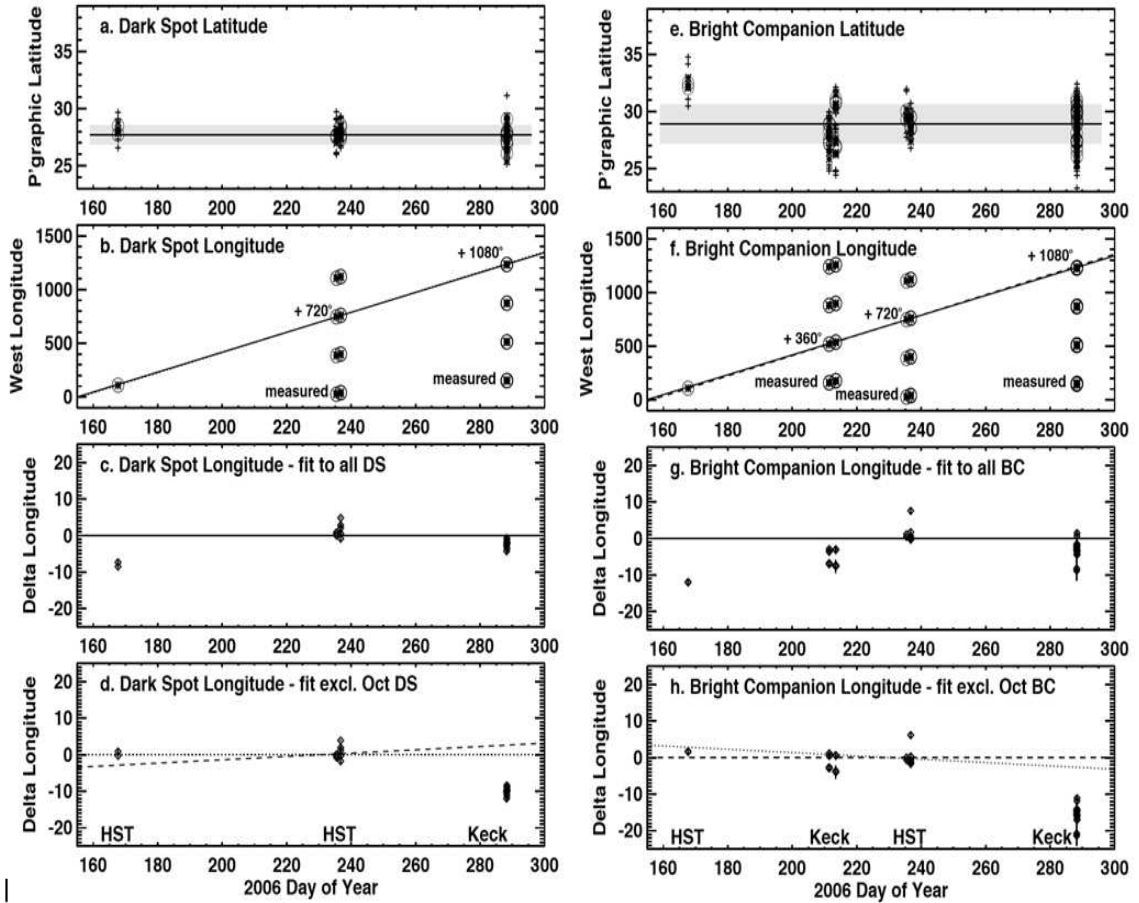 a. Dark Spot Latitude
P'graphic Latitude
35
30
25
160 180 200 220 240 260 280 300
b. Dark Spot Longitude
West Longitude
1500
1000
500
0
+ 1080°
+ 720°
measured
measured
160 180 200 220 240 260 280 300
c. Dark Spot Longitude - fit to all DS
Delta Longitude
20
10
0
-10
-20
160 180 200 220 240 260 280 300
d. Dark Spot Longitude - fit excl. Oct DS
Delta Longitude
20
10
0
-10
-20
HST HST Keck
160 180 200 220 240 260 280 300
2006 Day of Year
e. Bright Companion Latitude
P'graphic Latitude
35
30
25
160 180 200 220 240 260 280 300
f. Bright Companion Longitude
West Longitude
1500
1000
500
0
+ 1080°
+ 720°
+ 360°
measured
measured
measured
160 180 200 220 240 260 280 300
g. Bright Companion Longitude - fit to all BC
Delta Longitude
20
10
0
-10
-20
160 180 200 220 240 260 280 300
h. Bright Companion Longitude - fit excl. Oct BC
Delta Longitude
20
10
0
-10
-20
HST Keck HST Keck
160 180 200 220 240 260 280 300
2006 Day of Year